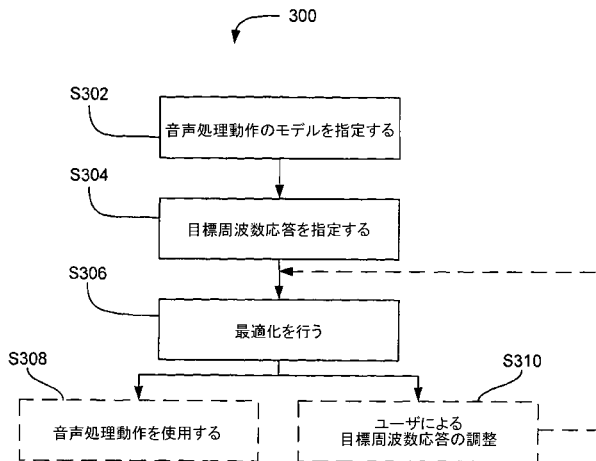 300
S302
音声処理動作のモデルを指定する
S304
目標周波数応答を指定する
S306
最適化を行う
S308
音声処理動作を使用する
S310
ユーザによる
目標周波数応答の調整